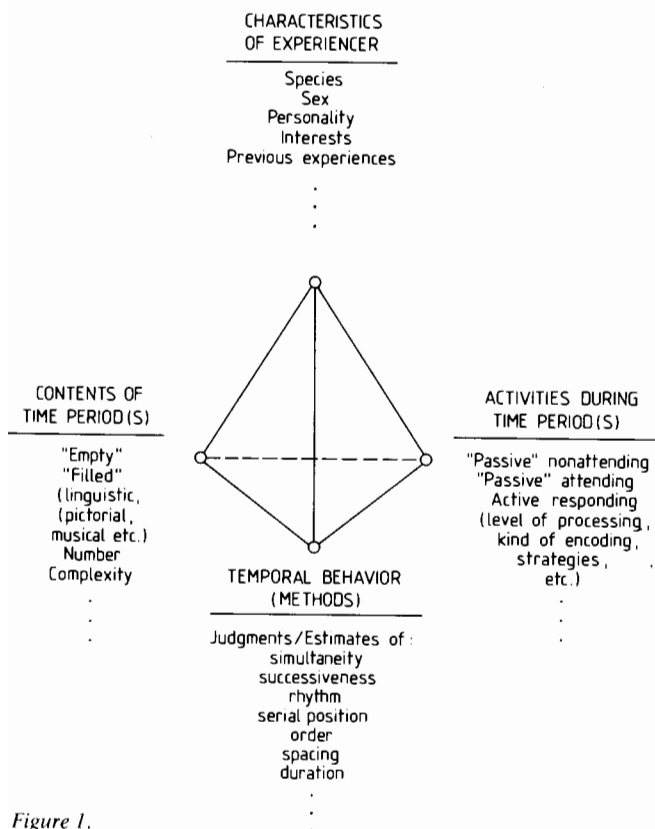 CHARACTERISTICS
OF EXPERIENCER
Species
Sex
Personality
Interests
Previous experiences
.
.
.
CONTENTS OF
TIME PERIOD(S)
"Empty"
"Filled"
(linguistic,
(pictorial,
musical etc.)
Number
Complexity
.
.
.
ACTIVITIES DURING
TIME PERIOD(S)
"Passive" nonattending
"Passive" attending
Active responding
(level of processing,
kind of encoding,
strategies,
etc.)
.
.
.
TEMPORAL BEHAVIOR
(METHODS)
Judgments/Estimates of:
simultaneity
successiveness
rhythm
serial position
order
spacing
duration
.
.
.
Figure 1.